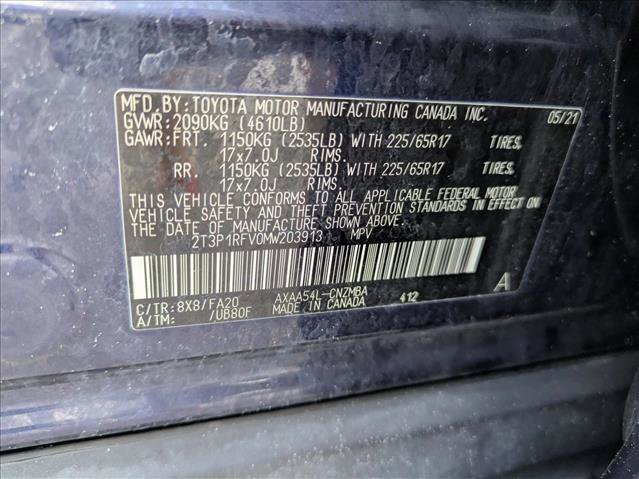 MFD.BY:TOYOTA MOTOR MANUFACTURING CANADA INC. 05/21
GVWR:2090KG (4610LB)
GAWR:FRT. 1150KG (2535LB) WITH 225/65R17 TIRES,
17x7.0J RIMS.
RR. 1150KG (2535LB) WITH 225/65R17 TIRES,
17x7.0J RIMS.
THIS VEHICLE CONFORMS TO ALL APPLICABLE FEDERAL MOTOR
VEHICLE SAFETY AND THEFT PREVENTION STANDARDS IN EFFECT ON
THE DATE OF MANUFACTURE SHOWN ABOVE.
2T3P1RFV0MW203913 MPV
C/TR:8X8/FA20 AXAA54L-CNZMBA 412 A
A/TM: /UB80F MADE IN CANADA